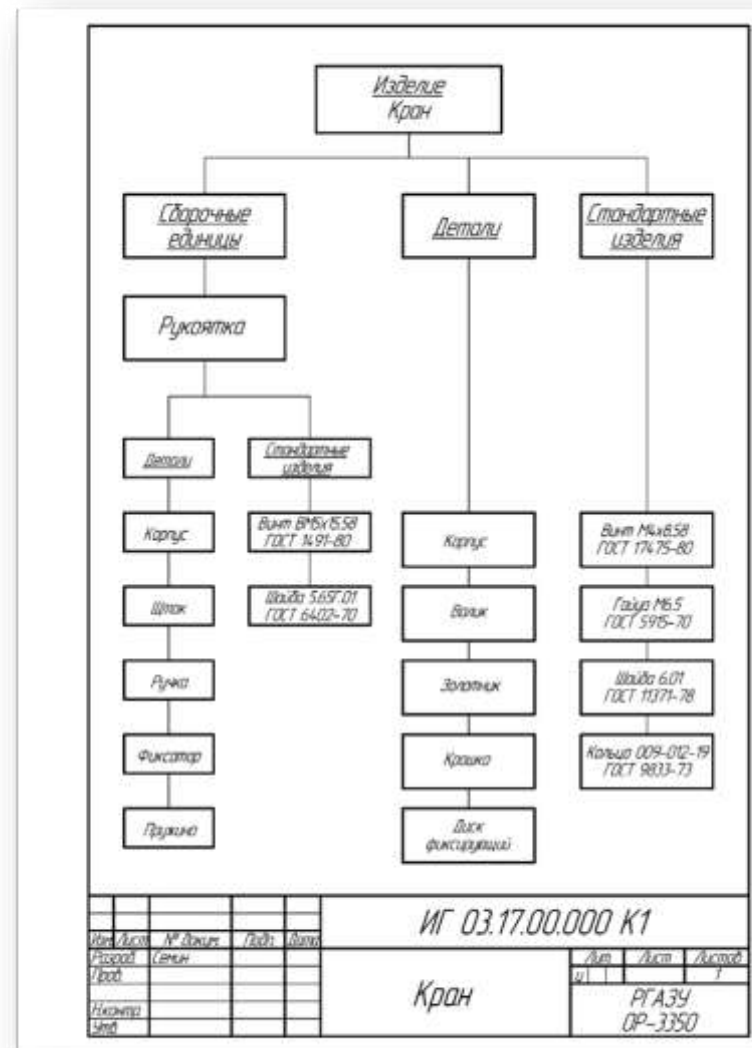 Изделие
Кран
Сборочные
единицы
Детали
Стандартные
изделия
Рукоятка
Детали
Стандартные
изделия
Корпус
Винт ВМ5х15.58
ГОСТ 1491-80
Корпус
Винт М4х8.58
ГОСТ 17475-80
Шток
Шайба 5.65Г.01
ГОСТ 6402-70
Валик
Гайца М6.5
ГОСТ 5915-70
Ручка
Золотник
Шайба 6.01
ГОСТ 11371-78
Фиксатор
Крашка
Кольцо 009-012-19
ГОСТ 9833-73
Пружина
Диск
фиксирующий
ИГ 03.17.00.000 К1
Изм Лист № Докум. Подп. Дата
Разраб. Семин
Пров.
Н.контр.
Утв.
Кран
Лит. Лист Листов
и 1
РГАЗУ
ОР-3350